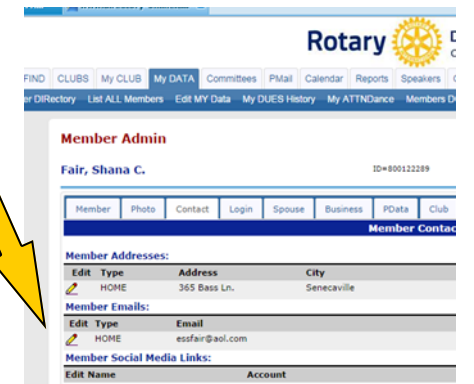 Rotary
FIND CLUBS My CLUB My DATA Committees PMail Calendar Reports Speakers
er DIRectory List ALL Members Edit MY Data My DUES History My ATTNDance Members
Member Admin
Fair, Shana C. ID=800122289
Member Photo Contact Login Spouse Business PData Club
Member Contac
Member Addresses:
Edit Type Address City
HOME 365 Bass Ln. Senecaville
Member Emails:
Edit Type Email
HOME essfair@aol.com
Member Social Media Links:
Edit Name Account